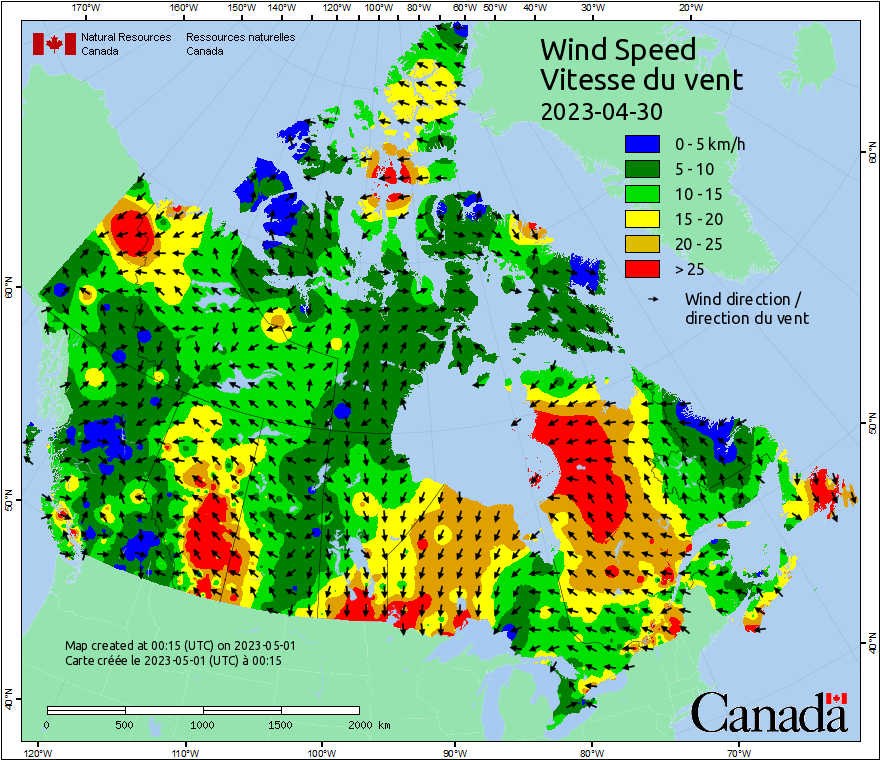 170°W 160°W 150°W 140°W 120°W 100°W 80°W 60°W 50°W 40°W 30°W 20°W
Natural Resources Ressources naturelles
Canada Canada
Wind Speed
Vitesse du vent
2023-04-30
0 - 5 km/h
5 - 10
10 - 15
15 - 20
20 - 25
> 25
Wind direction /
direction du vent
60°N
60°N
50°N
50°N
40°N
40°N
Map created at 00:15 (UTC) on 2023-05-01
Carte créée le 2023-05-01 (UTC) à 00:15
0 500 1000 1500 2000 km
Canada
120°W 110°W 100°W 90°W 80°W 70°W